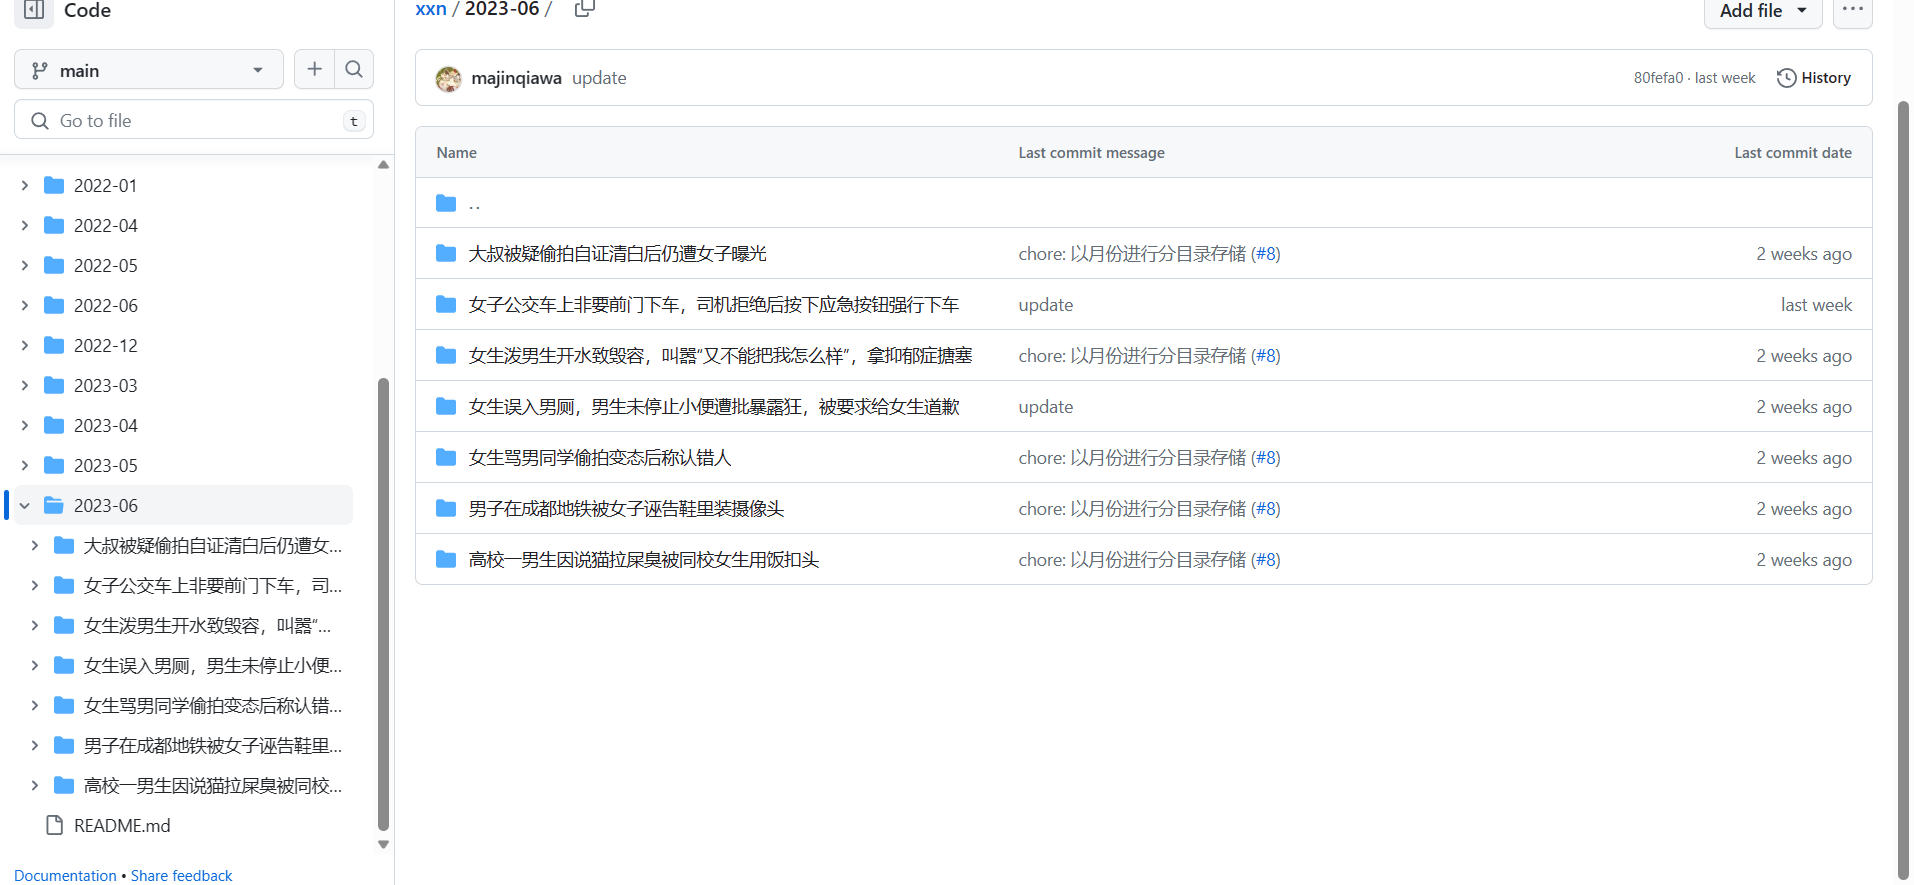 Code
main
Go to file
t
2022-01
2022-04
2022-05
2022-06
2022-12
2023-03
2023-04
2023-05
2023-06
大叔被疑偷拍自证清白后仍遭女...
女子公交车上非要前门下车，司...
女生泼男生开水致毁容，叫嚣“...
女生误入男厕，男生未停止小便...
女生骂男同学偷拍变态后称认错...
男子在成都地铁被女子诬告鞋里...
高校一男生因说猫拉屎臭被同校...
README.md
Documentation • Share feedback
xxn / 2023-06 /
Add file
majinqiawa update
80fefa0 · last week History
Name Last commit message Last commit date
..
大叔被疑偷拍自证清白后仍遭女子曝光 chore: 以月份进行分目录存储 (#8) 2 weeks ago
女子公交车上非要前门下车，司机拒绝后按下应急按钮强行下车 update last week
女生泼男生开水致毁容，叫嚣“又不能把我怎么样”，拿抑郁症搪塞 chore: 以月份进行分目录存储 (#8) 2 weeks ago
女生误入男厕，男生未停止小便遭批暴露狂，被要求给女生道歉 update 2 weeks ago
女生骂男同学偷拍变态后称认错人 chore: 以月份进行分目录存储 (#8) 2 weeks ago
男子在成都地铁被女子诬告鞋里装摄像头 chore: 以月份进行分目录存储 (#8) 2 weeks ago
高校一男生因说猫拉屎臭被同校女生用饭扣头 chore: 以月份进行分目录存储 (#8) 2 weeks ago